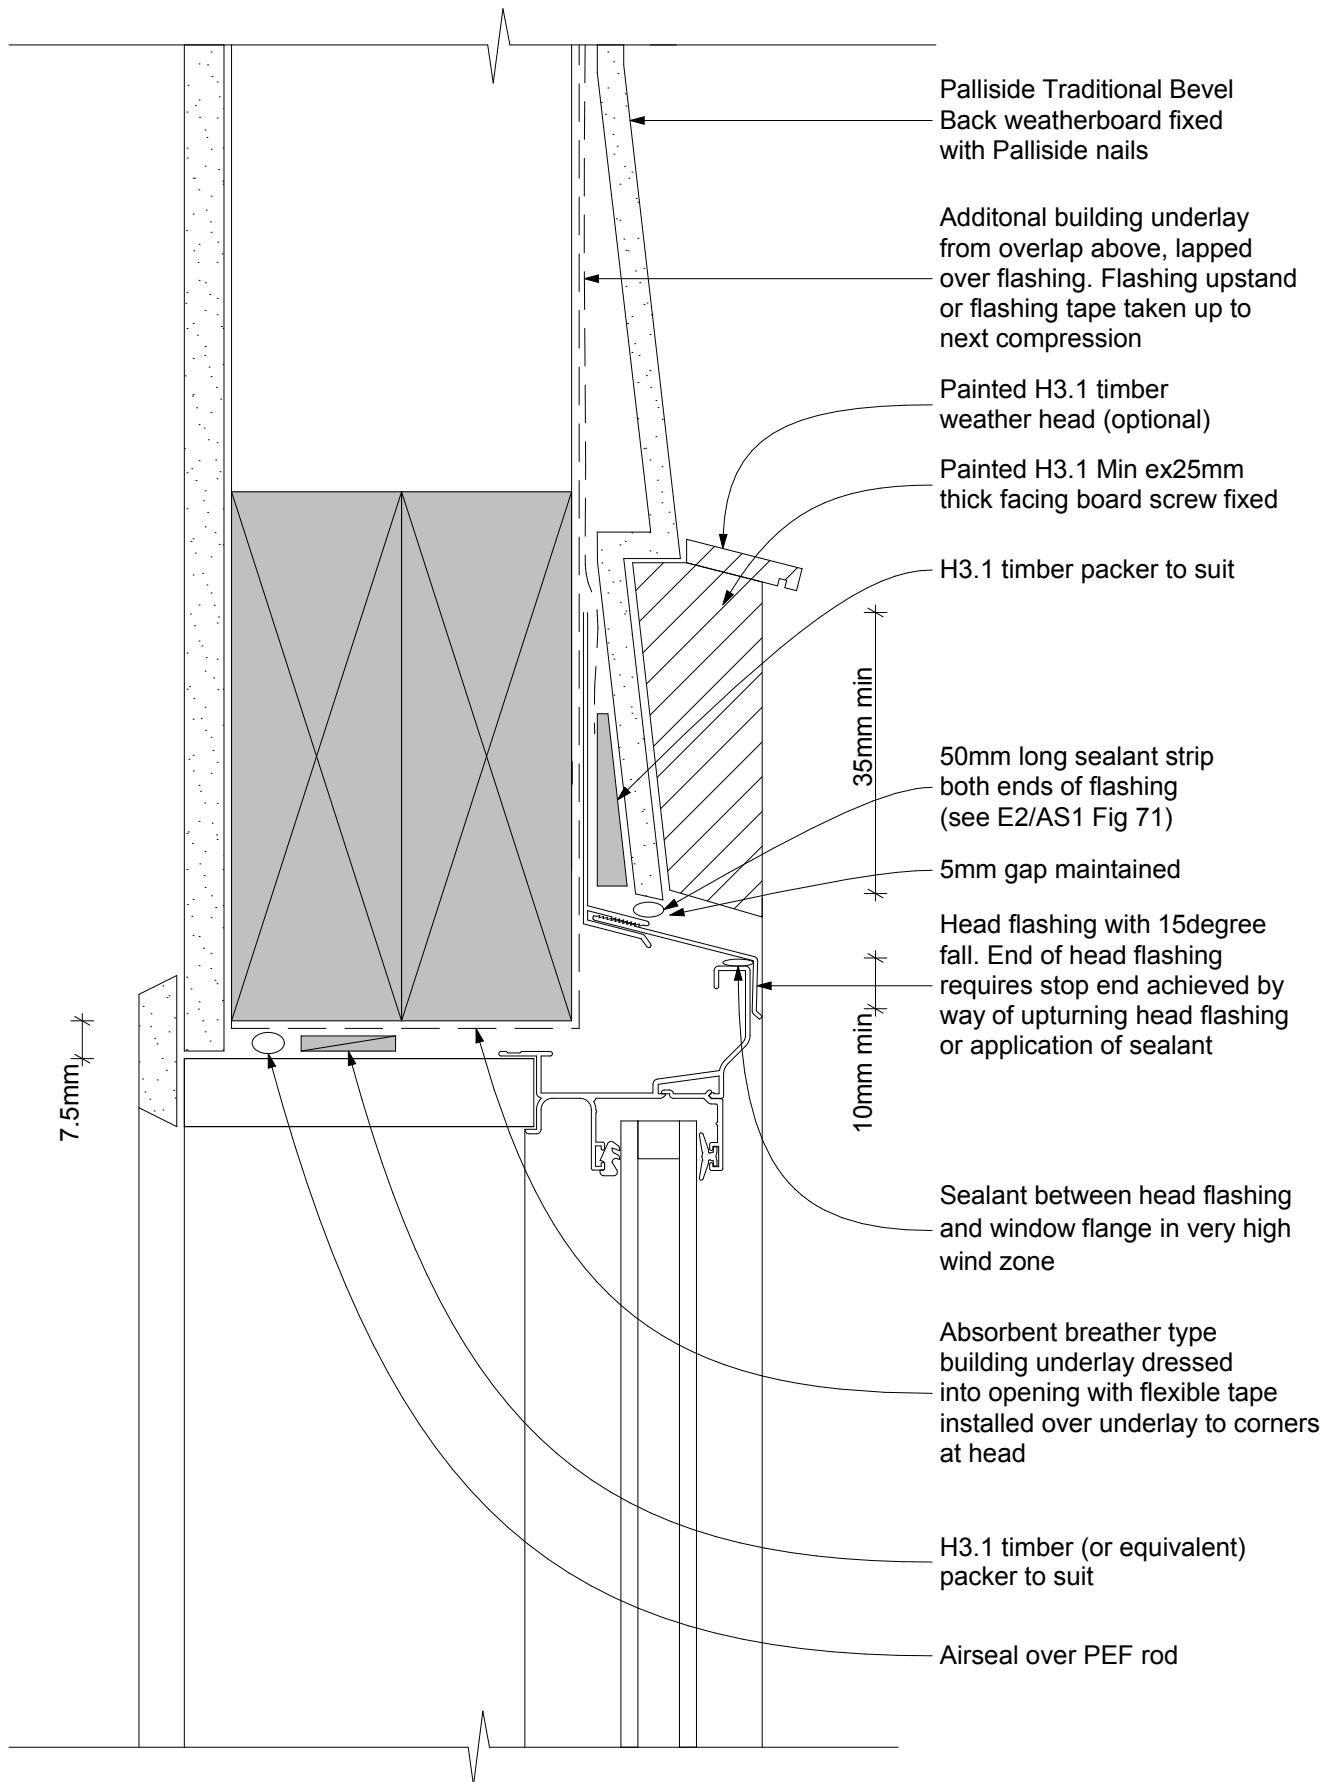 Palliside Traditional Bevel
Back weatherboard fixed
with Palliside nails
Additonal building underlay
from overlap above, lapped
over flashing. Flashing upstand
or flashing tape taken up to
next compression
Painted H3.1 timber
weather head (optional)
Painted H3.1 Min ex25mm
thick facing board screw fixed
H3.1 timber packer to suit
35mm min
50mm long sealant strip
both ends of flashing
(see E2/AS1 Fig 71)
5mm gap maintained
Head flashing with 15degree
fall. End of head flashing
requires stop end achieved by
way of upturning head flashing
or application of sealant
10mm min
7.5mm
Sealant between head flashing
and window flange in very high
wind zone
Absorbent breather type
building underlay dressed
into opening with flexible tape
installed over underlay to corners
at head
H3.1 timber (or equivalent)
packer to suit
Airseal over PEF rod